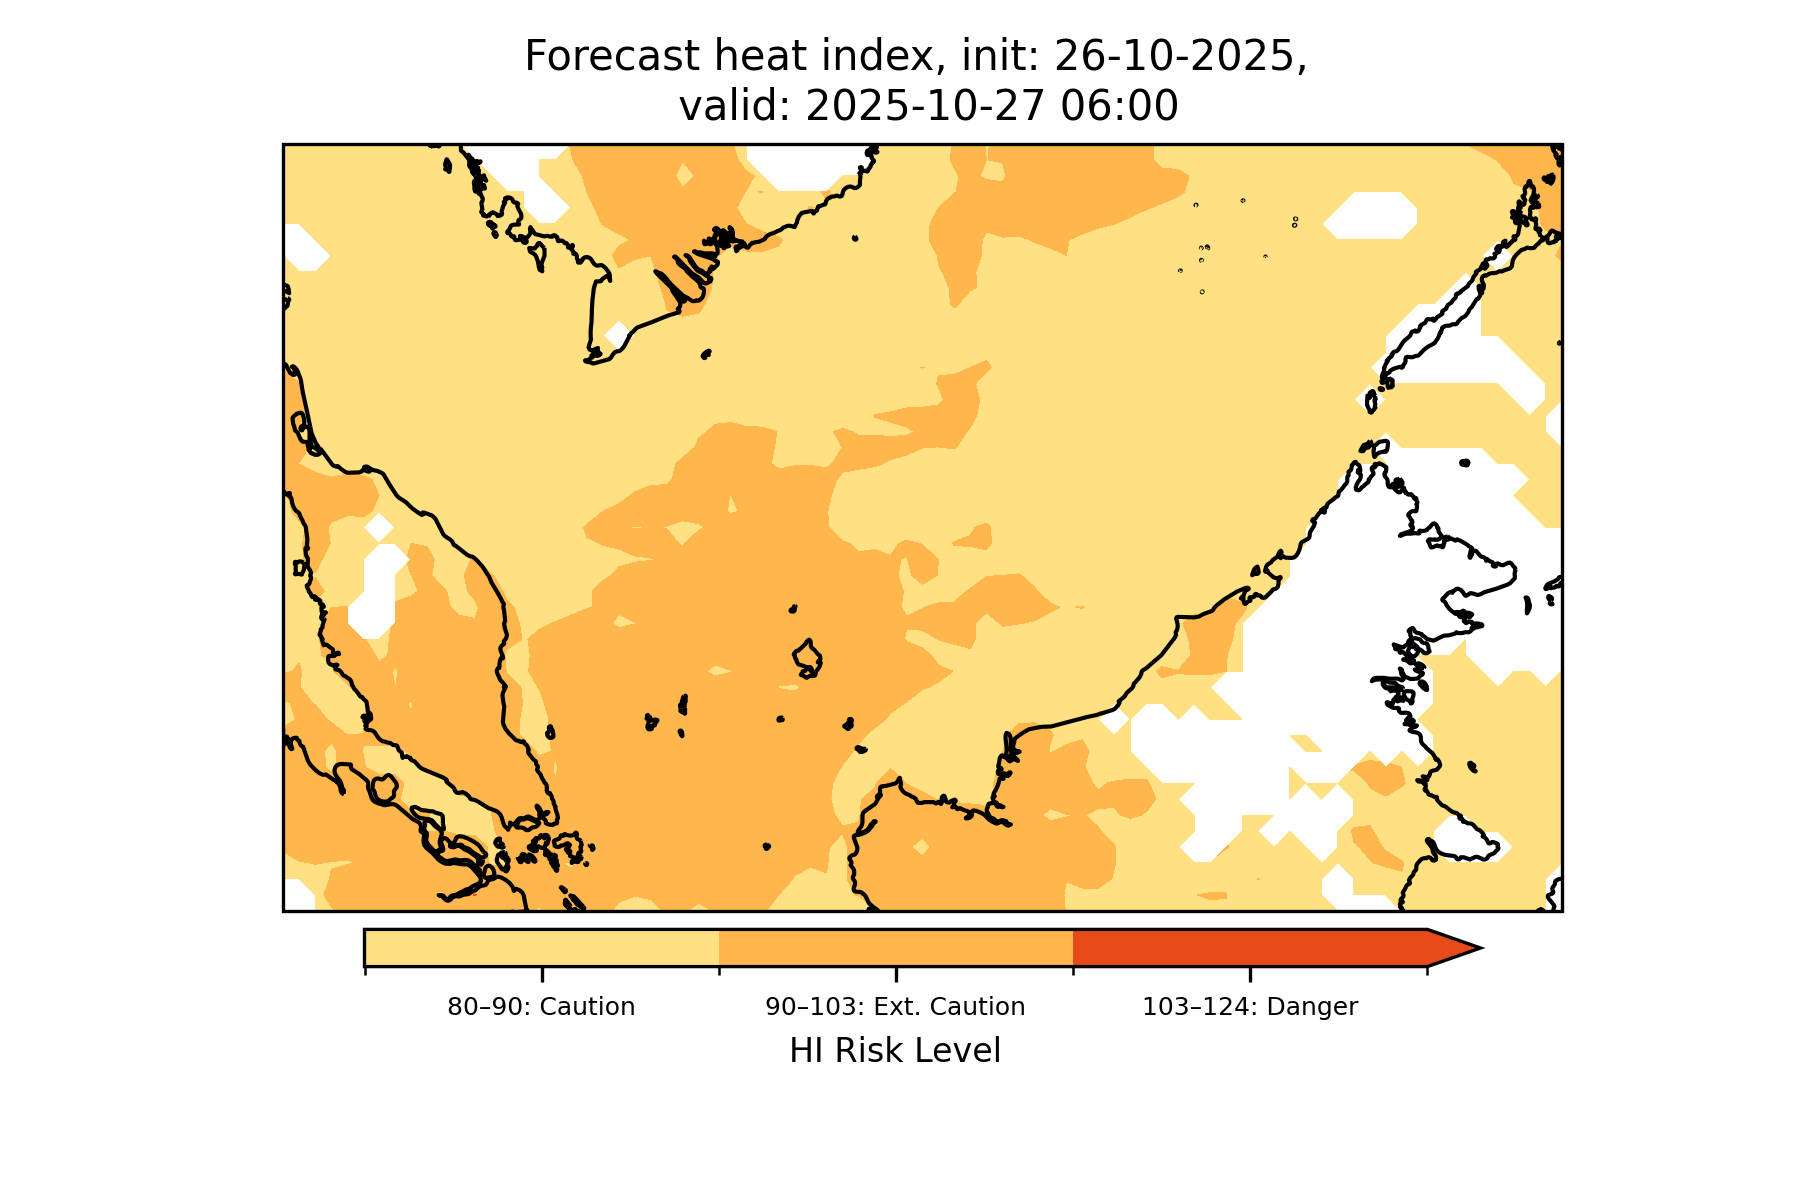 Forecast heat index, init: 26-10-2025,
valid: 2025-10-27 06:00
80–90: Caution
90–103: Ext. Caution
103–124: Danger
HI Risk Level